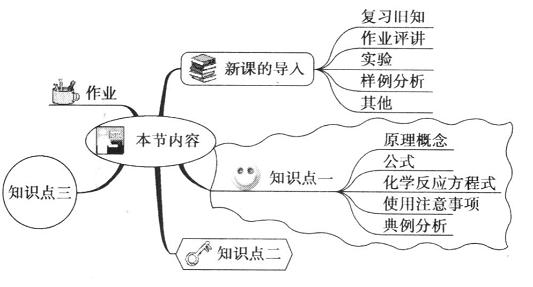 复习旧知
作业评讲
实验
样例分析
其他
新课的导入
作业
本节内容
知识点一
原理概念
公式
化学反应方程式
使用注意事项
典例分析
知识点三
知识点二